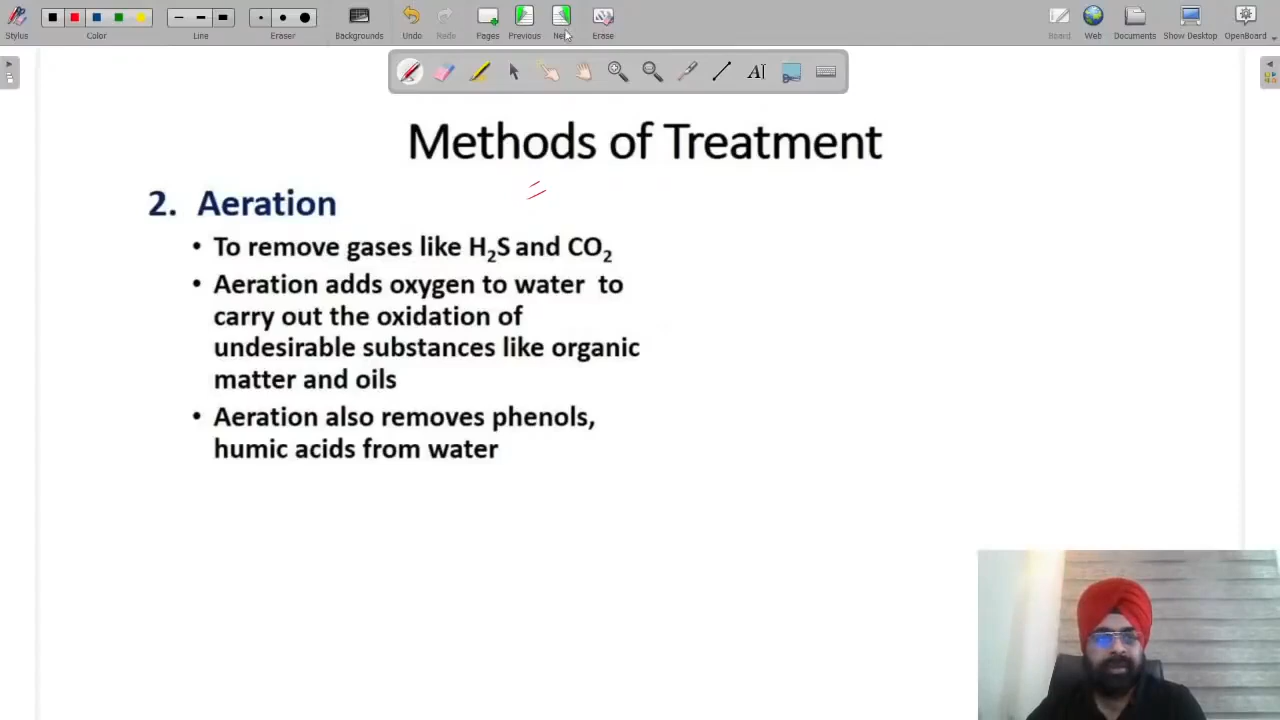 Stylus
Color
Line
Eraser
Backgrounds
Undo
Redo
Pages
Previous
Erase
Board
Web
Documents
Show Desktop
OpenBoard
Methods of Treatment
2. Aeration
• To remove gases like H₂S and CO₂
• Aeration adds oxygen to water to
carry out the oxidation of
undesirable substances like organic
matter and oils
• Aeration also removes phenols,
humic acids from water